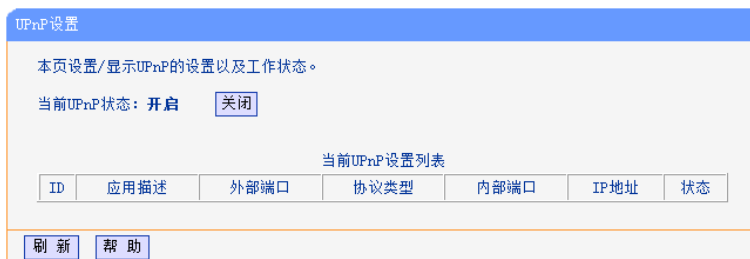 UPnP设置
本页设置/显示UPnP的设置以及工作状态。
当前UPnP状态: 开启 关闭
当前UPnP设置列表
ID 应用描述 外部端口 协议类型 内部端口 IP地址 状态
刷 新 帮 助